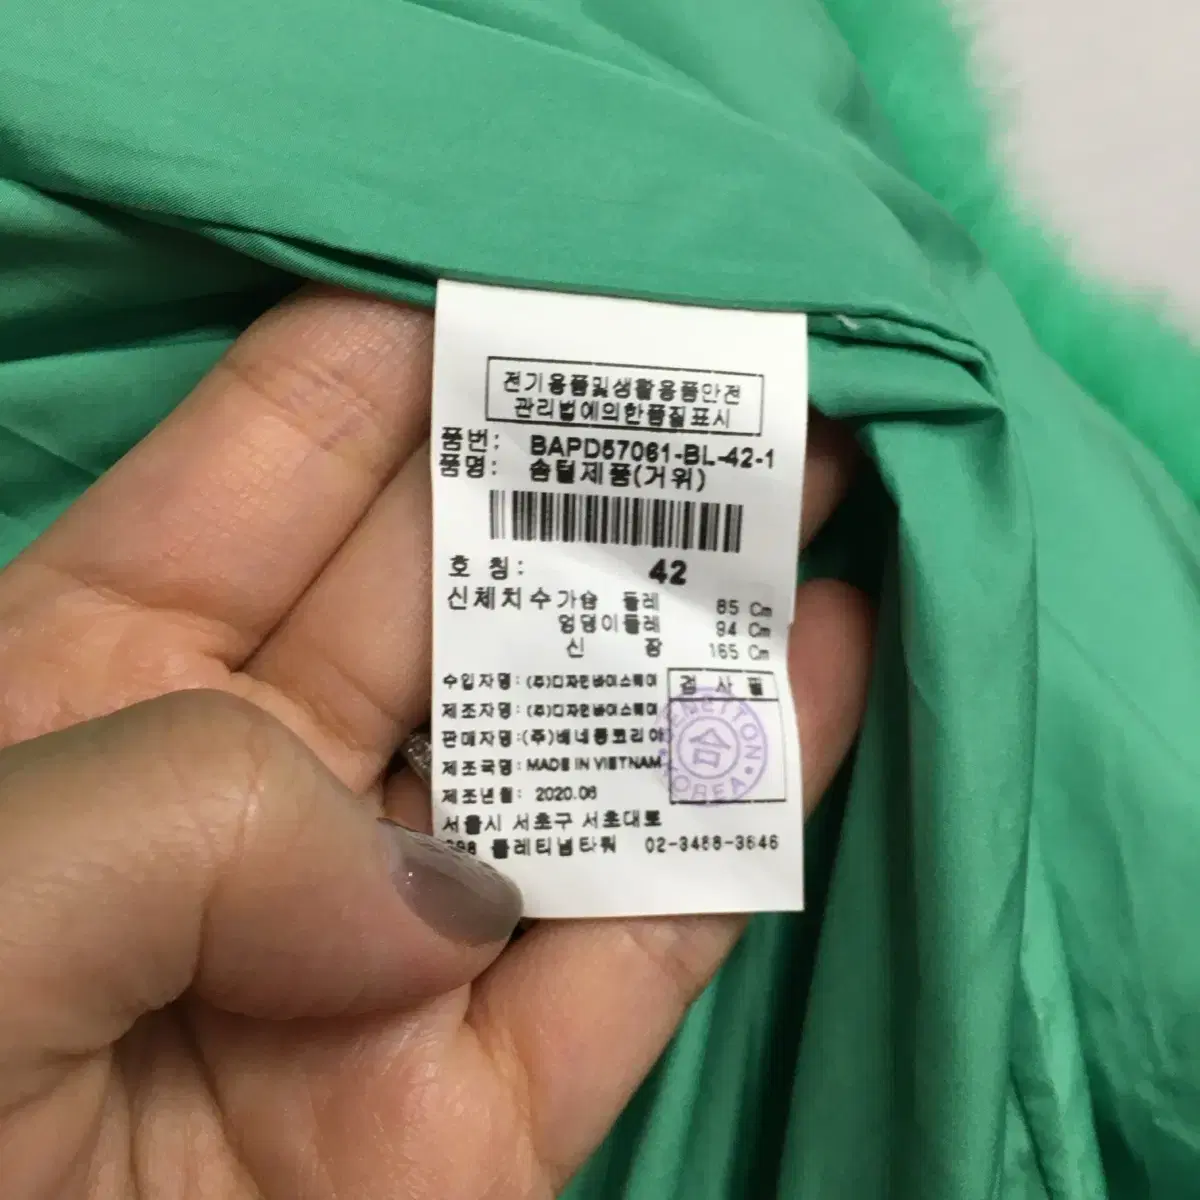 전기용품및생활용품안전
관리법에의한품질표시
품번: BAPD57061-BL-42-1
품명: 솜털제품(거위)
호 칭: 42
신체치수 가슴 둘레 85 Cm
엉덩이둘레 94 Cm
신 장 165 Cm
수입자명: (주)디자인바이스웨이
제조자명: (주)디자인바이스웨이
판매자명: (주)베네통코리아
제조국명: MADE IN VIETNAM
제조년월: 2020.06
검 사 필
BENETTON KOREA
合
서울시 서초구 서초대로
398 플레티넘타워 02-3488-3646